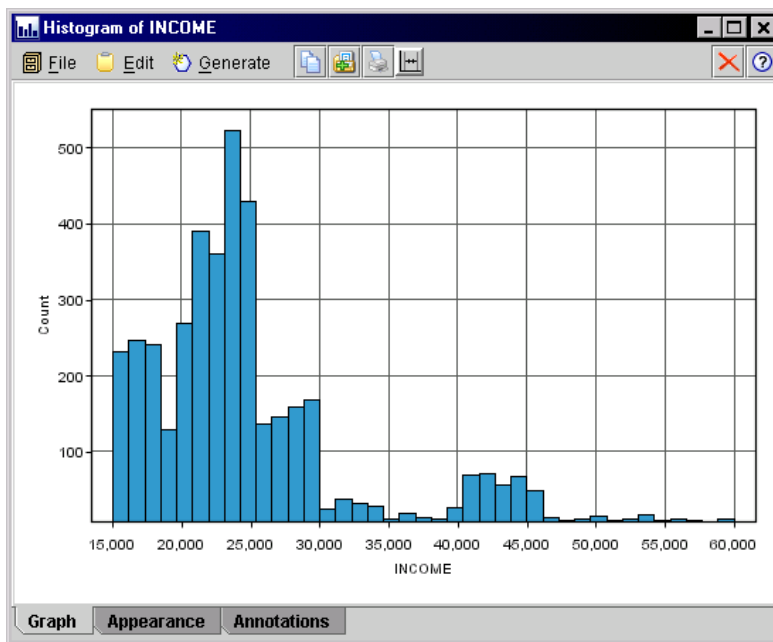 Histogram of INCOME
File Edit Generate
500
400
300
200
100
Count
15,000 20,000 25,000 30,000 35,000 40,000 45,000 50,000 55,000 60,000
INCOME
Graph Appearance Annotations